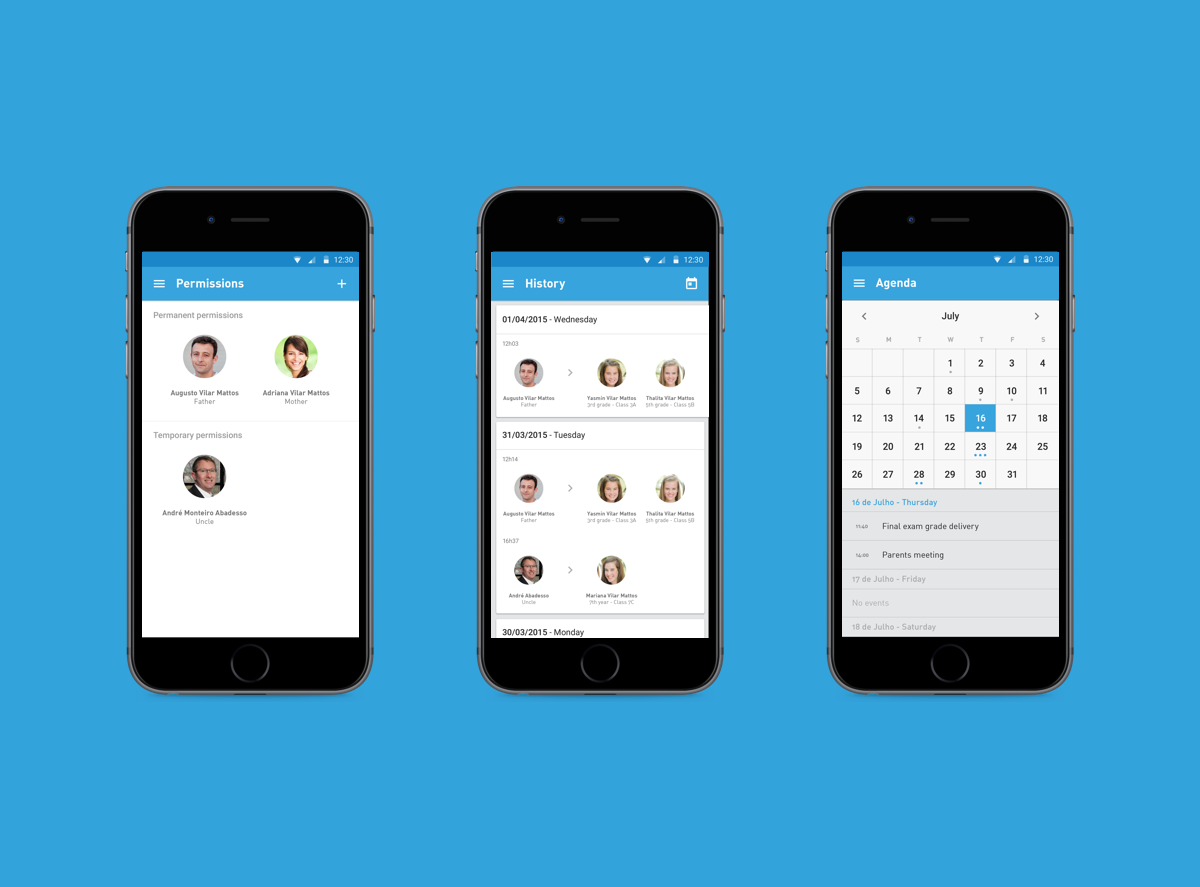 12:30
Permissions
Permanent permissions
Augusto Vilar Mattos
Father
Adriana Vilar Mattos
Mother
Temporary permissions
André Monteiro Abadesso
Uncle
12:30
History
01/04/2015 - Wednesday
12h03
Augusto Vilar Mattos
Father
Yasmin Vilar Mattos
3rd grade - Class 3A
Thalita Vilar Mattos
5th grade - Class 5B
31/03/2015 - Tuesday
12h14
Augusto Vilar Mattos
Father
Yasmin Vilar Mattos
3rd grade - Class 3A
Thalita Vilar Mattos
5th grade - Class 5B
16h37
André Abadesso
Uncle
Mariana Vilar Mattos
7th year - Class 7C
30/03/2015 - Monday
12:30
Agenda
July
S M T W T F S
1 2 3 4
5 6 7 8 9 10 11
12 13 14 15 16 17 18
19 20 21 22 23 24 25
26 27 28 29 30 31
16 de Julho - Thursday
11:40 Final exam grade delivery
14:00 Parents meeting
17 de Julho - Friday
No events
18 de Julho - Saturday